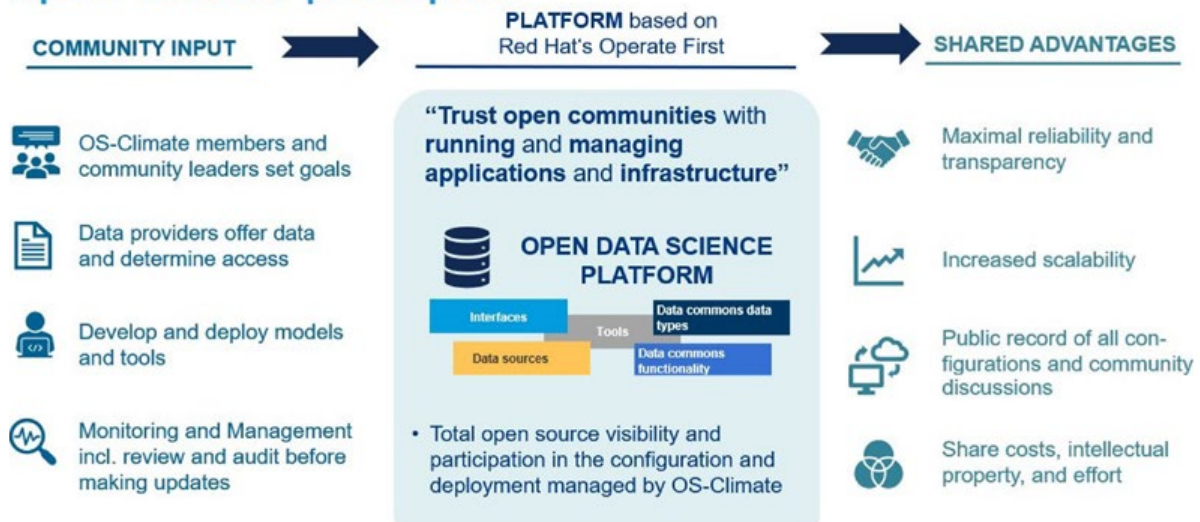 COMMUNITY INPUT
OS-Climate members and
community leaders set goals
Data providers offer data
and determine access
Develop and deploy models
and tools
Monitoring and Management
incl. review and audit before
making updates
PLATFORM based on
Red Hat's Operate First
“Trust open communities with
running and managing
applications and infrastructure”
OPEN DATA SCIENCE
PLATFORM
Interfaces
Tools
Data commons data
types
Data sources
Data commons
functionality
• Total open source visibility and
participation in the configuration and
deployment managed by OS-Climate
SHARED ADVANTAGES
Maximal reliability and
transparency
Increased scalability
Public record of all con-
figurations and community
discussions
Share costs, intellectual
property, and effort